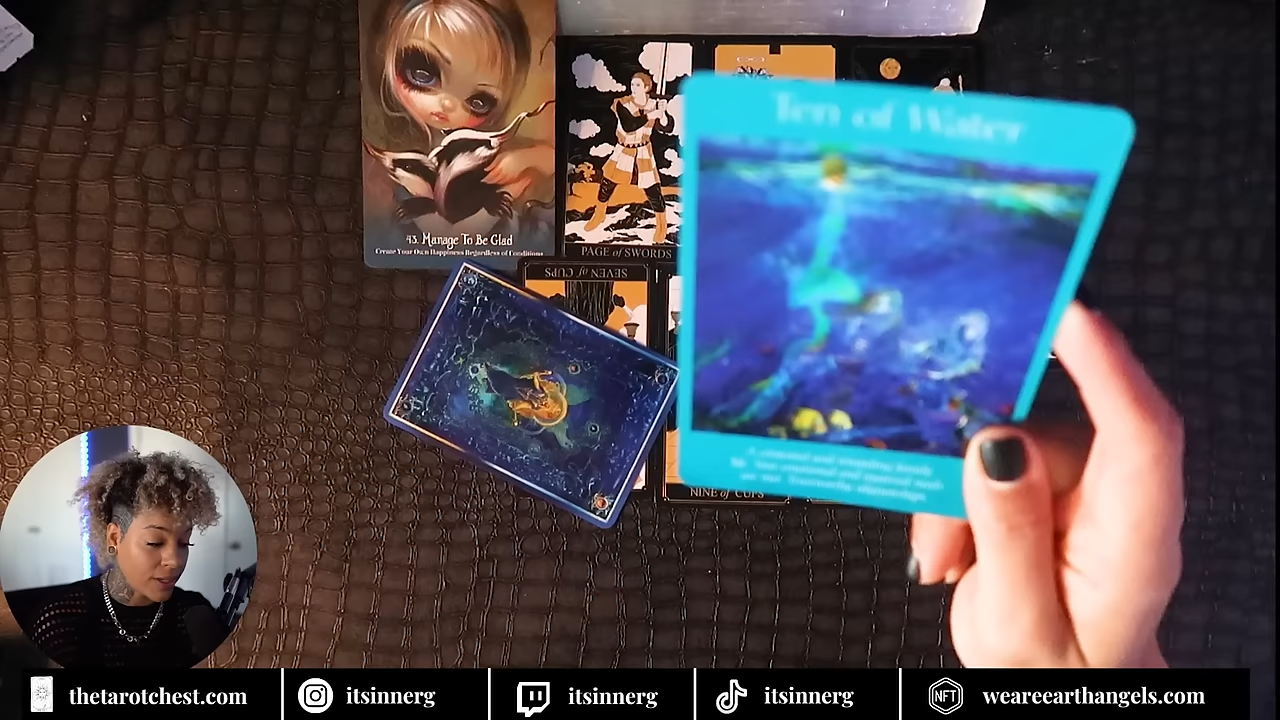 Ten of Water
43. Manage To Be Glad
Create Your Own Happiness Regardless of Conditions
PAGE of SWORDS
SEVEN of CUPS
NINE of CUPS
thetarotchest.com
itsinnerg
itsinnerg
itsinnerg
NFT
weareearthangels.com